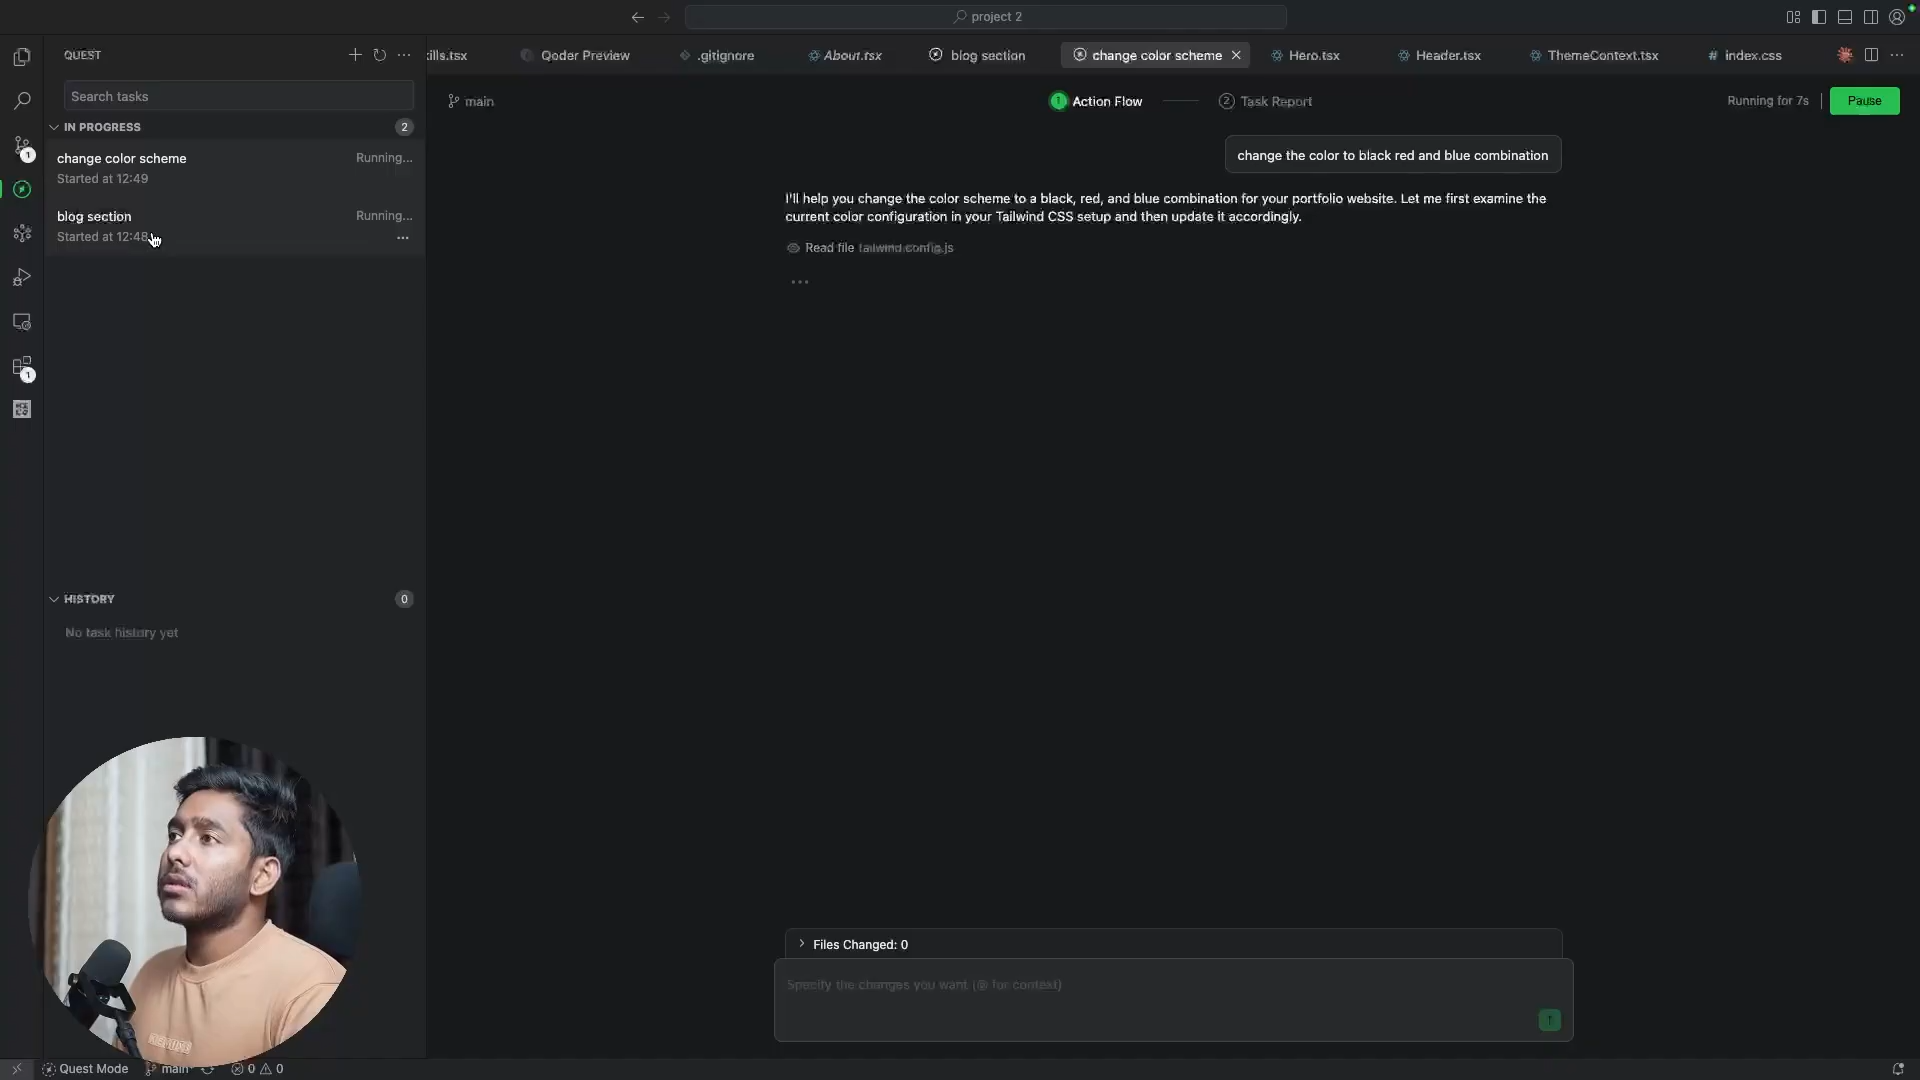 project 2
QUEST
Search tasks
IN PROGRESS
2
change color scheme
Running...
Started at 12:49
blog section
Running...
Started at 12:48
HISTORY
0
No task history yet
kills.tsx
Qoder Preview
.gitignore
About.tsx
blog section
change color scheme
Hero.tsx
Header.tsx
ThemeContext.tsx
# index.css
main
1 Action Flow
2 Task Report
Running for 7s
Pause
change the color to black red and blue combination
I'll help you change the color scheme to a black, red, and blue combination for your portfolio website. Let me first examine the
current color configuration in your Tailwind CSS setup and then update it accordingly.
Read file tailwind.config.js
Files Changed: 0
Specify the changes you want (@ for context)
1
1
Quest Mode
main*
0
0